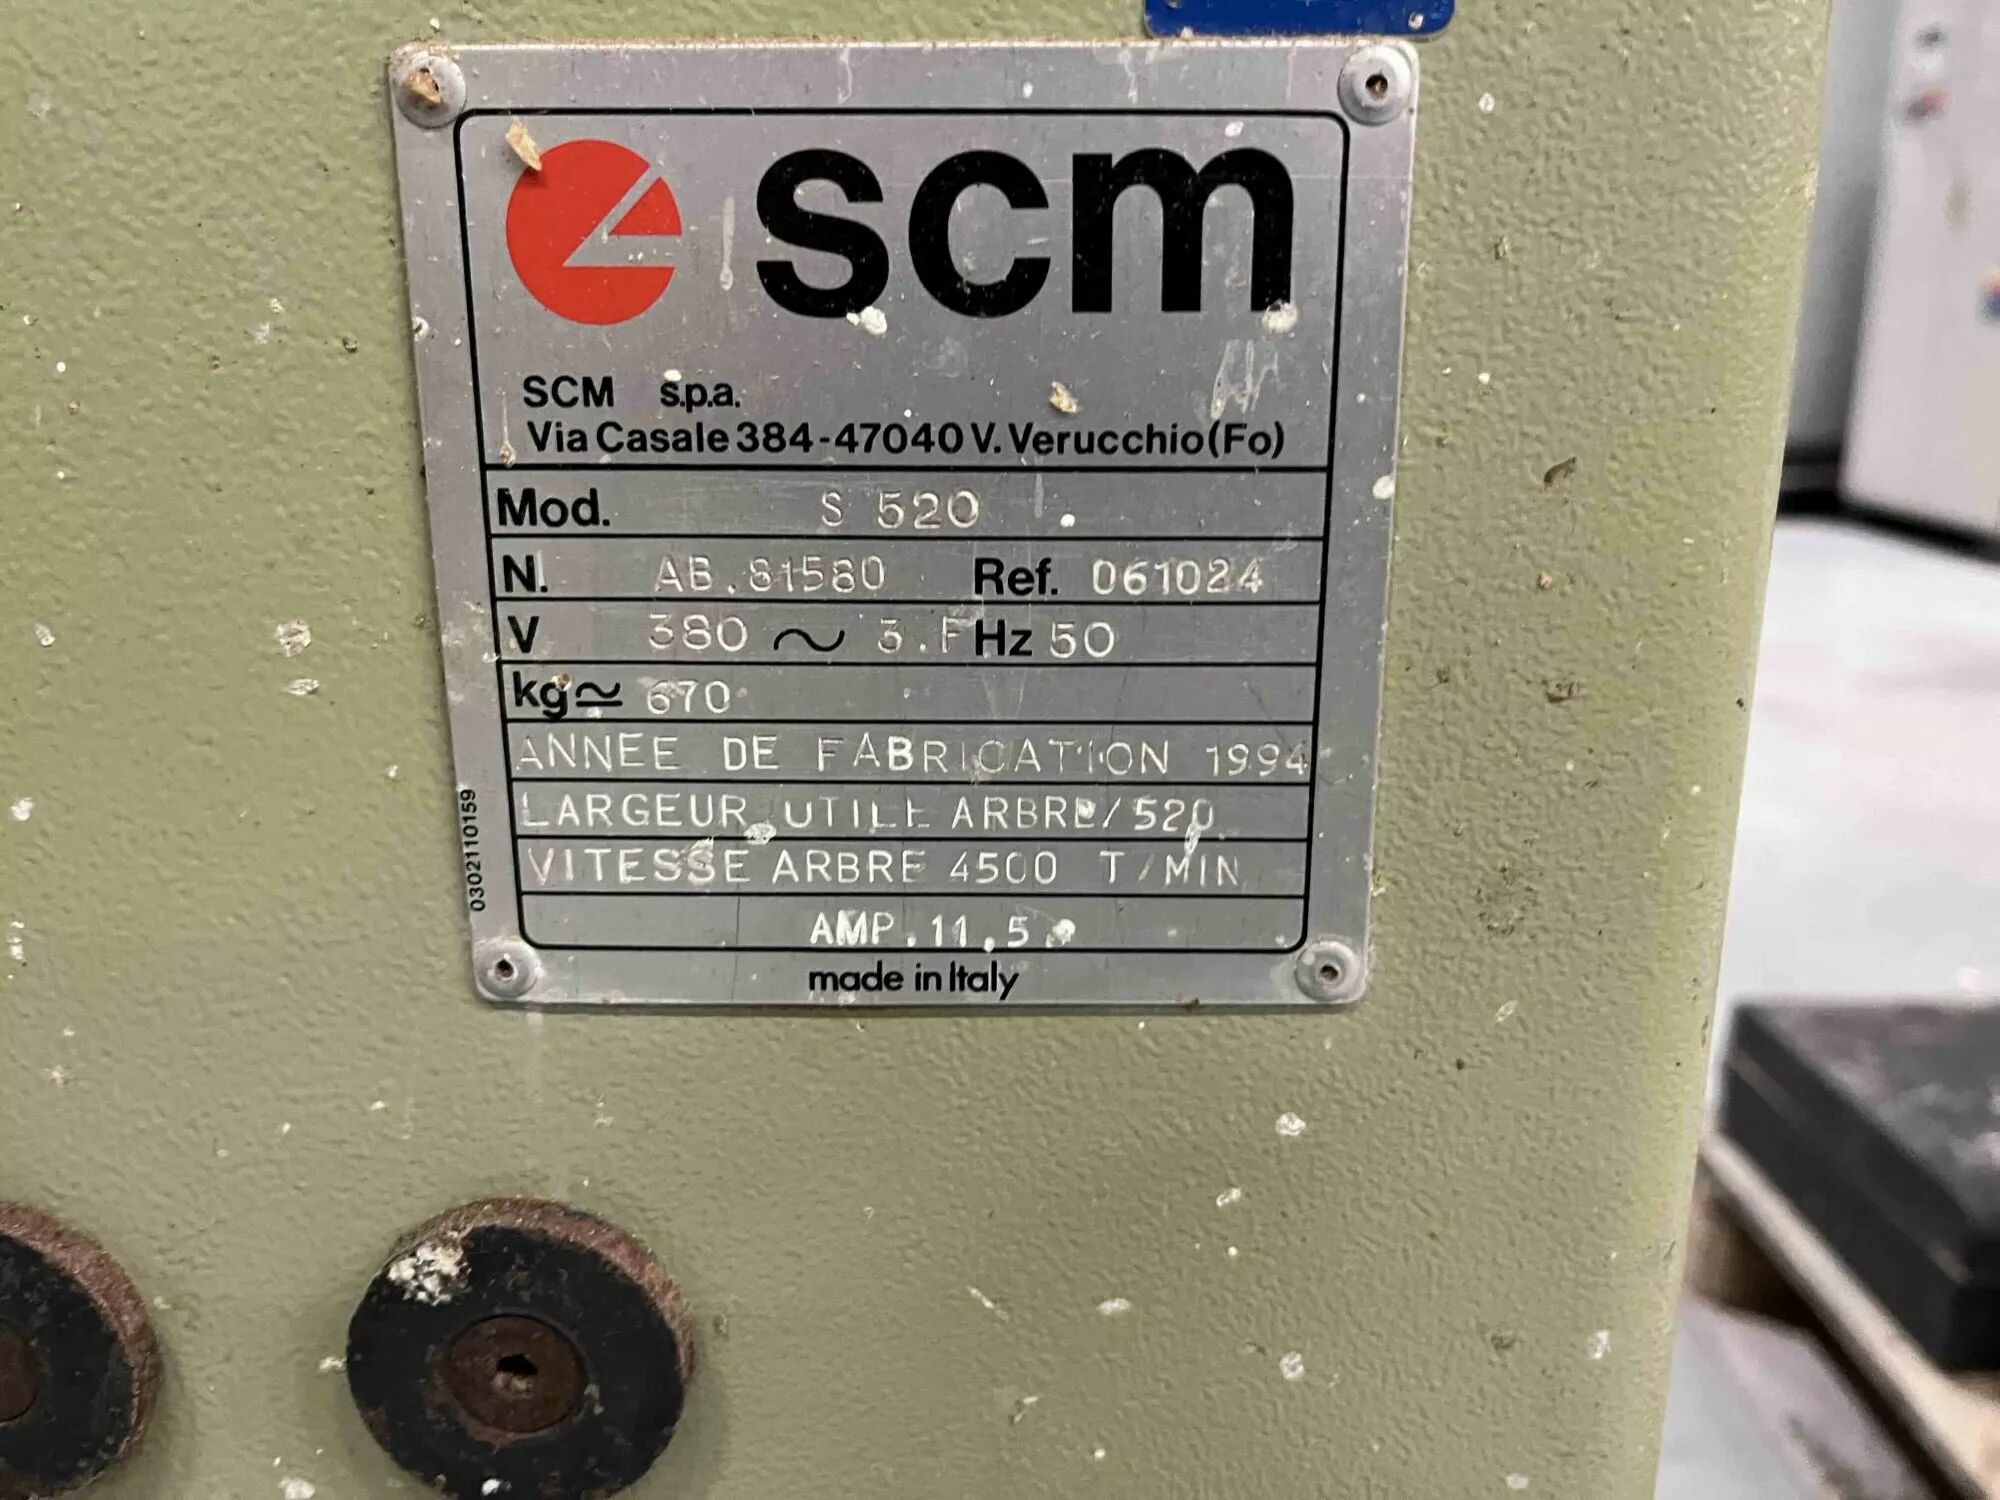 scm
SCM s.p.a.
Via Casale 384-47040 V. Verucchio (Fo)
Mod. S 520
N. AB.81580 Ref. 061024
V 380 ~ 3.F Hz 50
kg ≃ 670
ANNEE DE FABRICATION 1994
LARGEUR UTILE ARBRE/520
VITESSE ARBRE 4500 T/MIN
AMP.11,5
made in Italy
0302110159